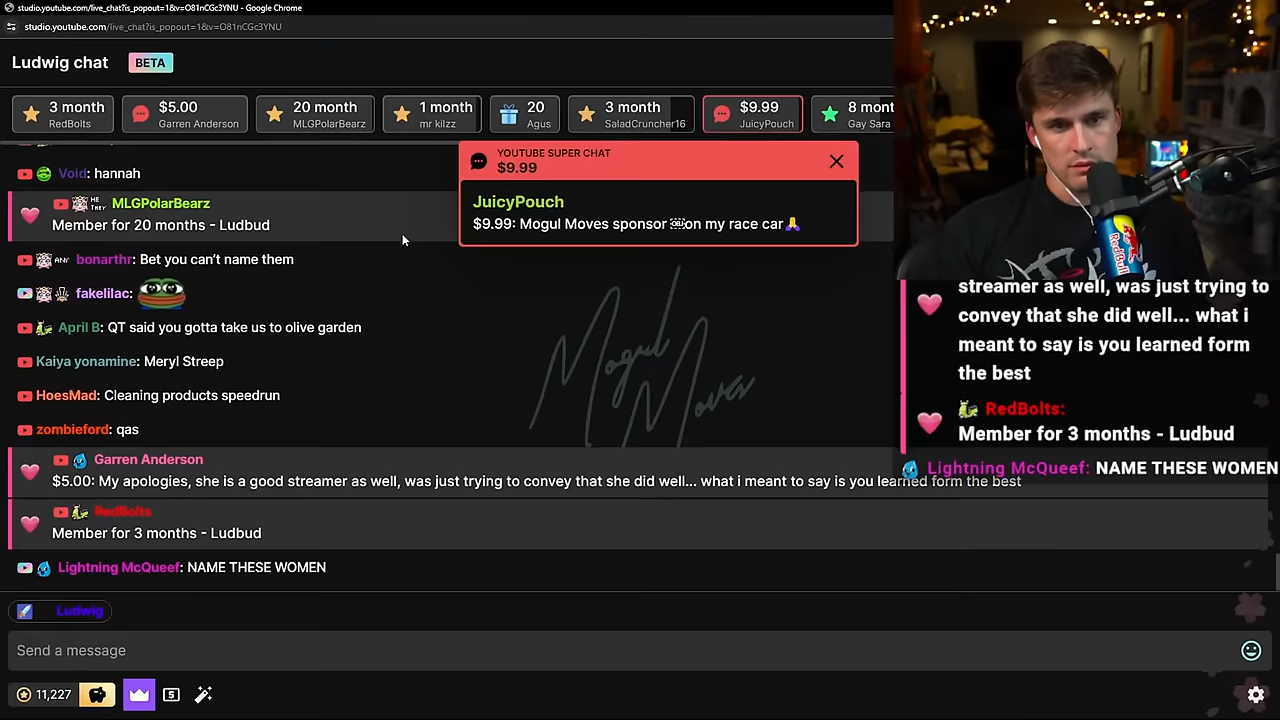 studio.youtube.com/live_chat?is_popout=1&v=O81nCGc3YNU - Google Chrome
studio.youtube.com/live_chat?is_popout=1&v=O81nCGc3YNU
Ludwig chat
BETA
3 month
RedBolts
$5.00
Garren Anderson
20 month
MLGPolarBearz
1 month
mr kilzz
20
Agus
3 month
SaladCruncher16
$9.99
JuicyPouch
8 mont
Gay Sara
YOUTUBE SUPER CHAT
$9.99
JuicyPouch
$9.99: Mogul Moves sponsor on my race car🙏
Void: hannah
HE THEY MLGPolarBearz
Member for 20 months - Ludbud
ANY bonarthr: Bet you can’t name them
fakelilac:
April B: QT said you gotta take us to olive garden
Kaiya yonamine: Meryl Streep
HoesMad: Cleaning products speedrun
zombieford: qas
Garren Anderson
$5.00: My apologies, she is a good streamer as well, was just trying to convey that she did well... what i meant to say is you learned form the best
RedBolts
Member for 3 months - Ludbud
Lightning McQueef: NAME THESE WOMEN
Mogul
Moves
Ludwig
Send a message
11,227
RedBull
streamer as well, was just trying to
convey that she did well... what i
meant to say is you learned form
the best
RedBolts:
Member for 3 months - Ludbud
Lightning McQueef: NAME THESE WOMEN